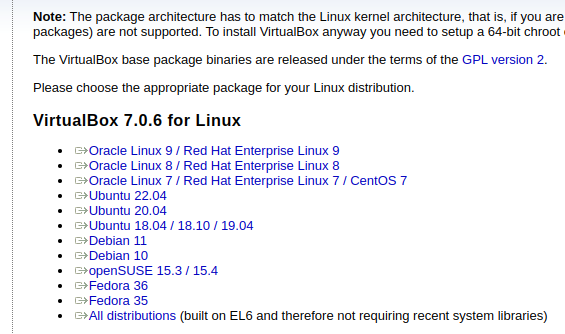 Note: The package architecture has to match the Linux kernel architecture, that is, if you are
packages) are not supported. To install VirtualBox anyway you need to setup a 64-bit chroot
The VirtualBox base package binaries are released under the terms of the GPL version 2.
Please choose the appropriate package for your Linux distribution.
VirtualBox 7.0.6 for Linux
Oracle Linux 9 / Red Hat Enterprise Linux 9
Oracle Linux 8 / Red Hat Enterprise Linux 8
Oracle Linux 7 / Red Hat Enterprise Linux 7 / CentOS 7
Ubuntu 22.04
Ubuntu 20.04
Ubuntu 18.04 / 18.10 / 19.04
Debian 11
Debian 10
openSUSE 15.3 / 15.4
Fedora 36
Fedora 35
All distributions (built on EL6 and therefore not requiring recent system libraries)